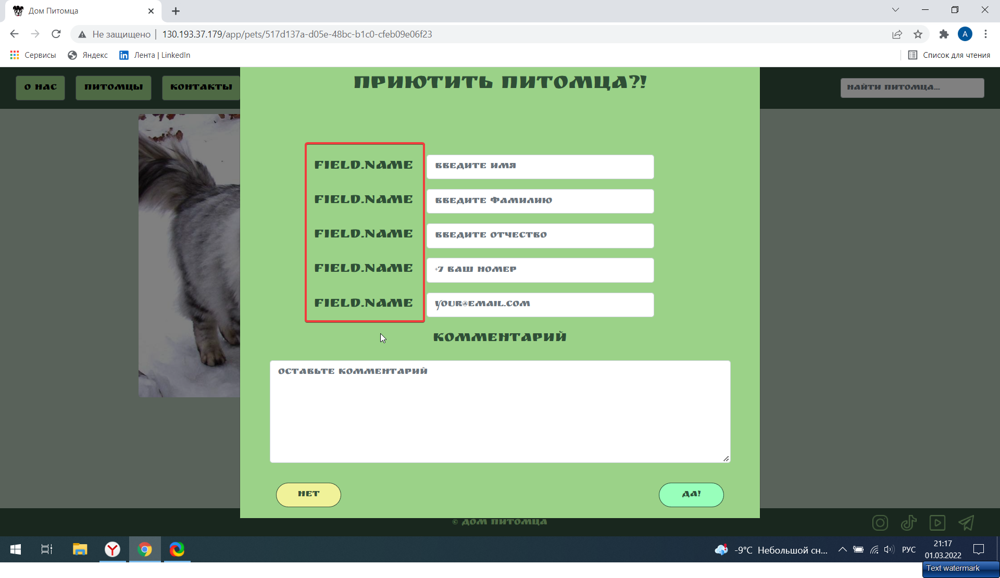 Дом Питомца
Не защищено | 130.193.37.179/app/pets/517d137a-d05e-48bc-b1c0-cfeb09e06f23
A
Сервисы Яндекс Лента | LinkedIn Список для чтения
О НАС ПИТОМЦЫ КОНТАКТЫ
НАЙТИ ПИТОМЦА...
ПРИЮТИТЬ ПИТОМЦА?!
FIELD.NAME ВВЕДИТЕ ИМЯ
FIELD.NAME ВВЕДИТЕ ФАМИЛИЮ
FIELD.NAME ВВЕДИТЕ ОТЧЕСТВО
FIELD.NAME +7 ВАШ НОМЕР
FIELD.NAME YOUR@EMAIL.COM
КОММЕНТАРИЙ
ОСТАВЬТЕ КОММЕНТАРИЙ
НЕТ ДА!
© ДОМ ПИТОМЦА
-9°C Небольшой сн... РУС 21:17
01.03.2022
Text watermark